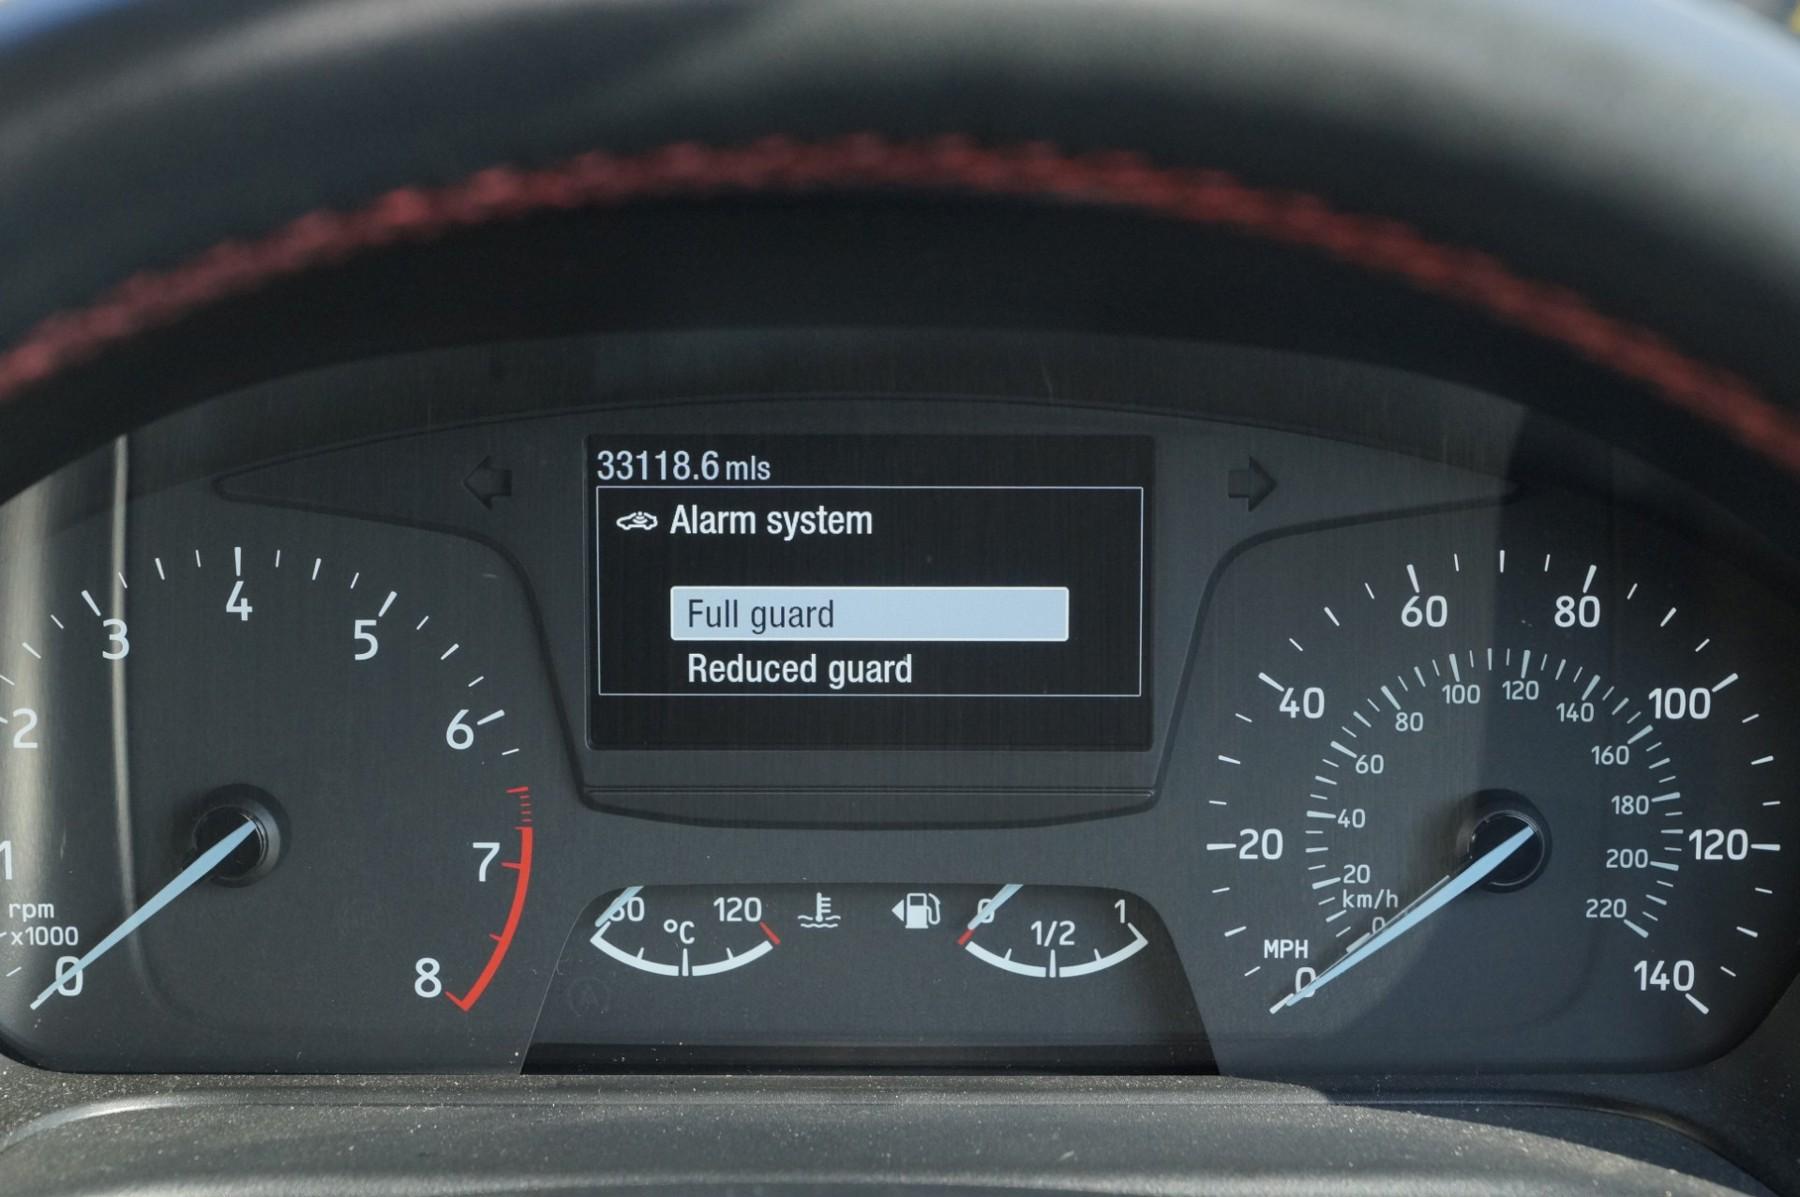 33118.6 mls
Alarm system
Full guard
Reduced guard
1 2 3 4 5 6 7 8
rpm
x1000
0
60 °C 120
0 1/2 1
MPH
0 20 40 60 80 100 120 140
km/h
0 20 40 60 80 100 120 140 160 180 200 220